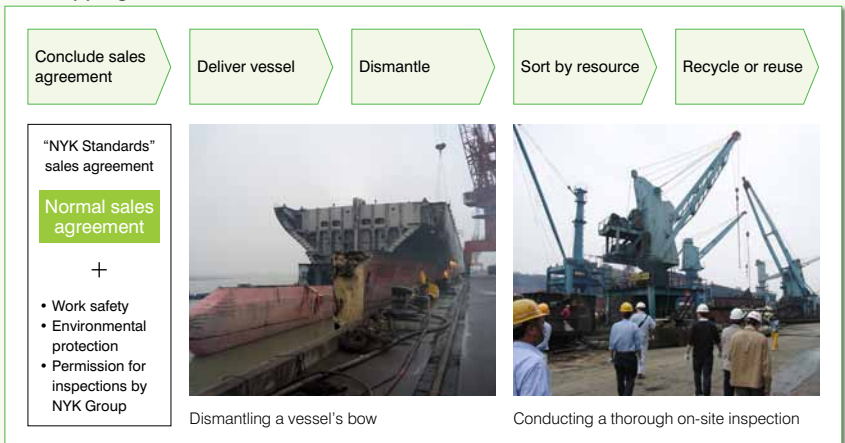 Conclude sales
agreement
Deliver vessel
Dismantle
Sort by resource
Recycle or reuse
“NYK Standards”
sales agreement
Normal sales
agreement
+
• Work safety
• Environmental
protection
• Permission for
inspections by
NYK Group
Dismantling a vessel’s bow
Conducting a thorough on-site inspection